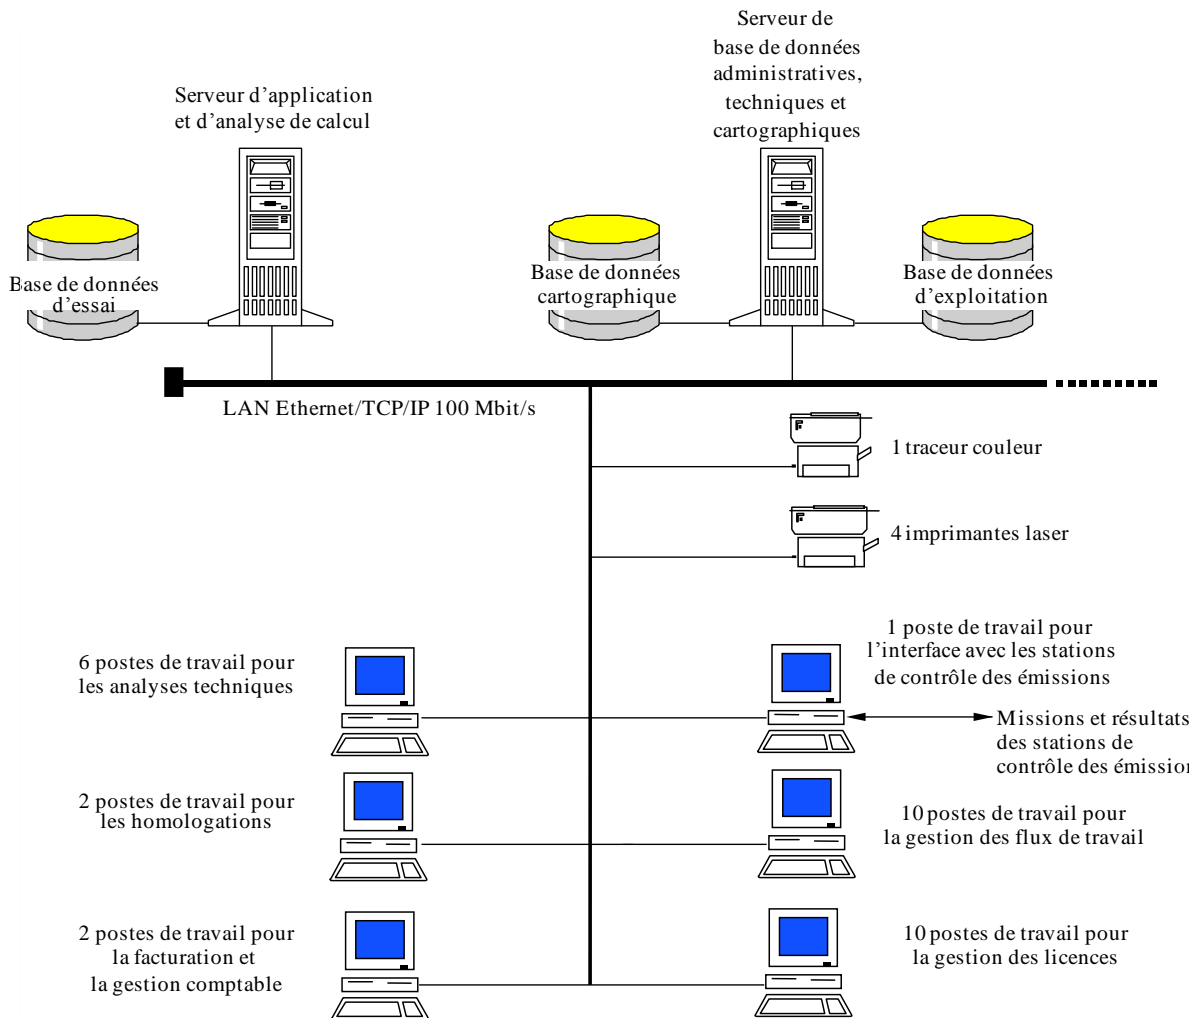 Serveur de
base de données
administratives,
techniques et
cartographiques
Serveur d'application
et d'analyse de calcul
Base de données
d'essai
Base de données
cartographique
Base de données
d'exploitation
LAN Ethernet/TCP/IP 100 Mbit/s
1 traceur couleur
4 imprimantes laser
6 postes de travail pour
les analyses techniques
1 poste de travail pour
l'interface avec les stations
de contrôle des émissions
Missions et résultats
des stations de
contrôle des émission
2 postes de travail pour
les homologations
10 postes de travail pour
la gestion des flux de travail
2 postes de travail pour
la facturation et
la gestion comptable
10 postes de travail pour
la gestion des licences